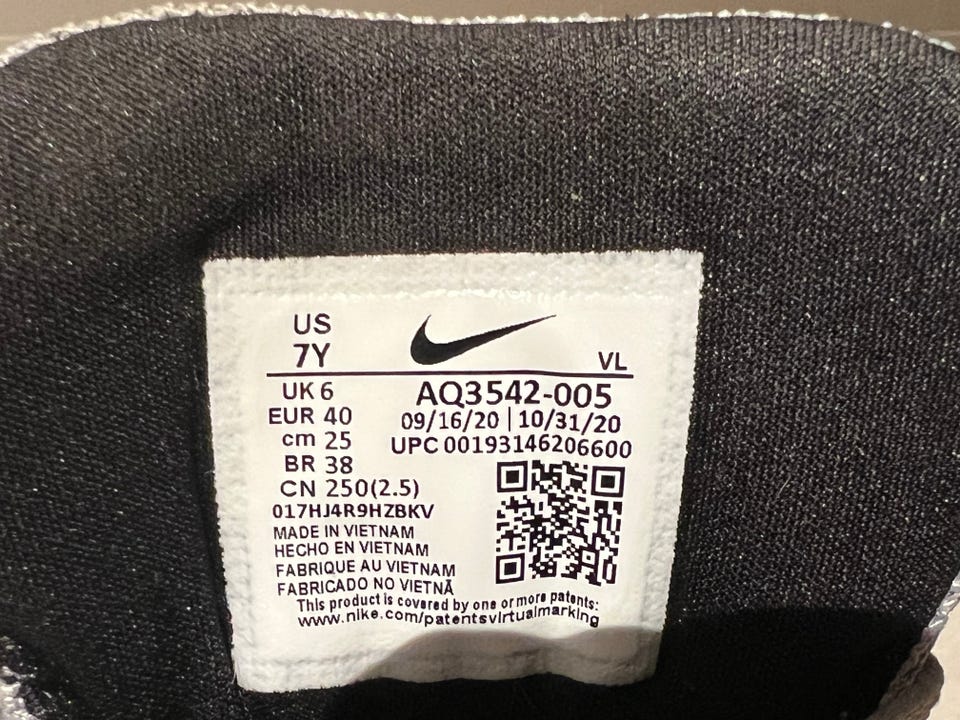 US
7Y
VL
UK 6
EUR 40
cm 25
BR 38
CN 250(2.5)
AQ3542-005
09/16/20 | 10/31/20
UPC 00193146206600
017HJ4R9HZBKV
MADE IN VIETNAM
HECHO EN VIETNAM
FABRIQUE AU VIETNAM
FABRICADO NO VIETNÃ
This product is covered by one or more patents:
www.nike.com/patentsvirtualmarking